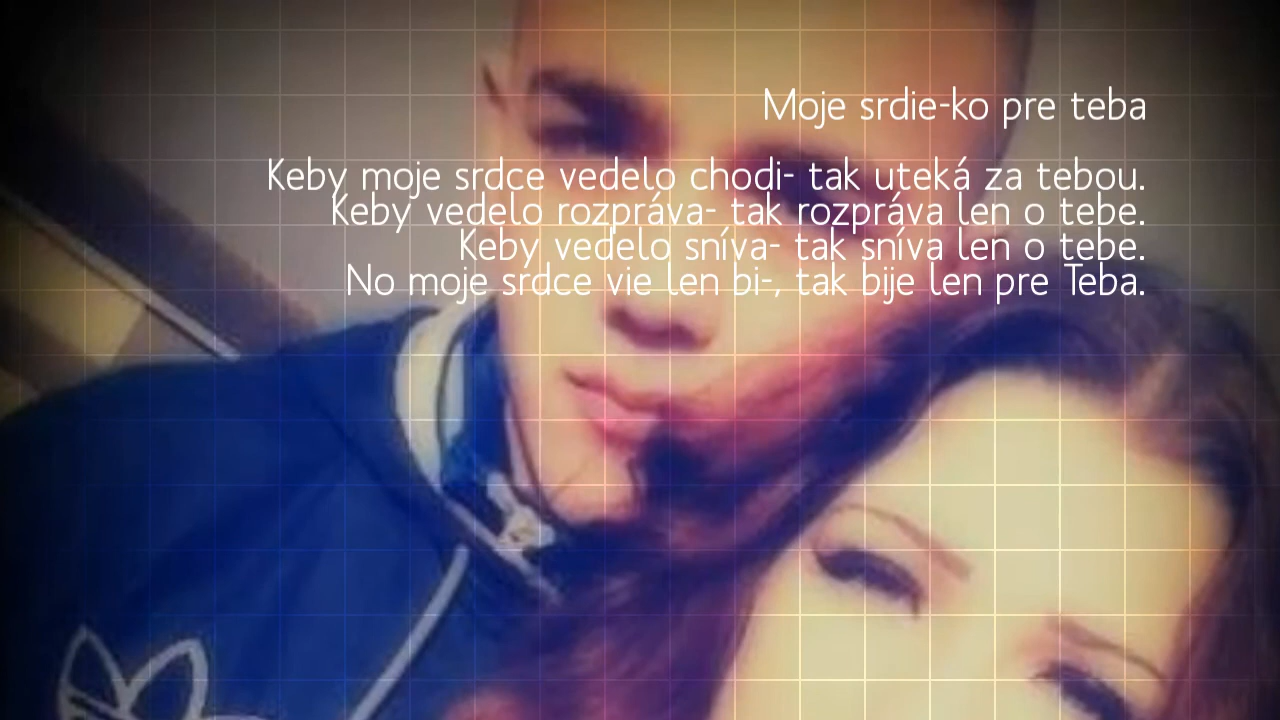 Moje srdie-ko pre teba
Keby moje srdce vedelo chodi- tak uteká za tebou.
Keby vedelo rozpráva- tak rozpráva len o tebe.
Keby vedelo sníva- tak sníva len o tebe.
No moje srdce vie len bi-, tak bije len pre Teba.